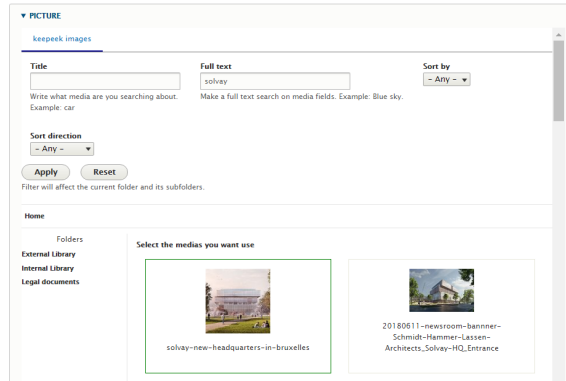 ▼ PICTURE
keepeek images
Title
Full text
Sort by
solvay
- Any -
Write what media are you searching about.
Example: car
Make a full text search on media fields. Example: Blue sky.
Sort direction
- Any -
Apply
Reset
Filter will affect the current folder and its subfolders.
Home
Folders
External Library
Internal Library
Legal documents
Select the medias you want use
solvay-new-headquarters-in-bruxelles
20180611-newsroom-bannner-
Schmidt-Hammer-Lassen-
Architects_Solvay-HQ_Entrance